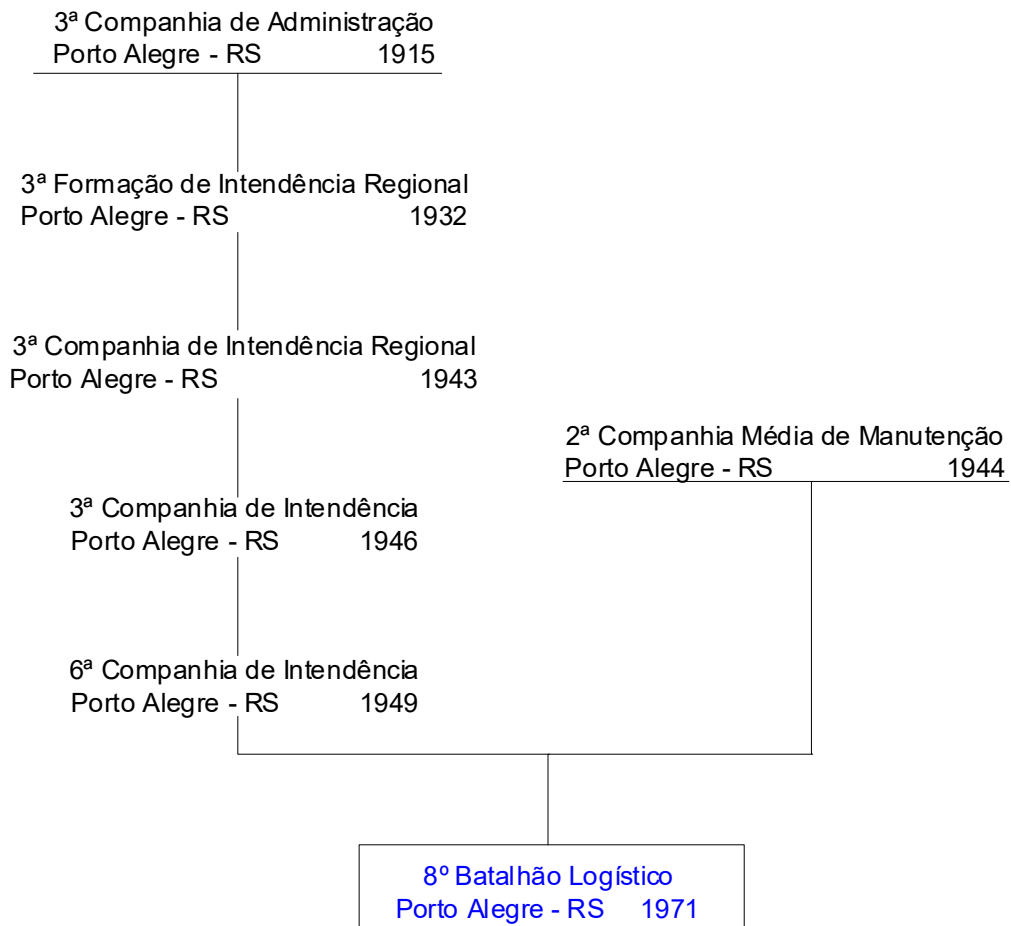 3ª Companhia de Administração
Porto Alegre - RS 1915
3ª Formação de Intendência Regional
Porto Alegre - RS 1932
3ª Companhia de Intendência Regional
Porto Alegre - RS 1943
2ª Companhia Média de Manutenção
Porto Alegre - RS 1944
3ª Companhia de Intendência
Porto Alegre - RS 1946
6ª Companhia de Intendência
Porto Alegre - RS 1949
8º Batalhão Logístico
Porto Alegre - RS 1971